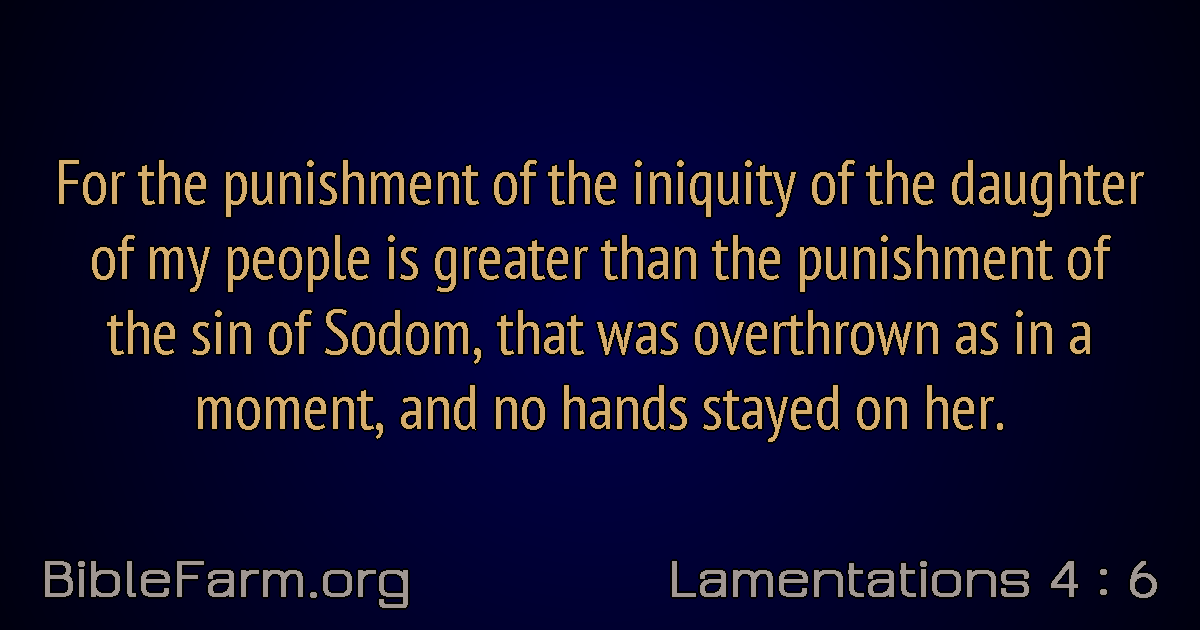 For the punishment of the iniquity of the daughter
of my people is greater than the punishment of
the sin of Sodom, that was overthrown as in a
moment, and no hands stayed on her.
BibleFarm.org
Lamentations 4 : 6